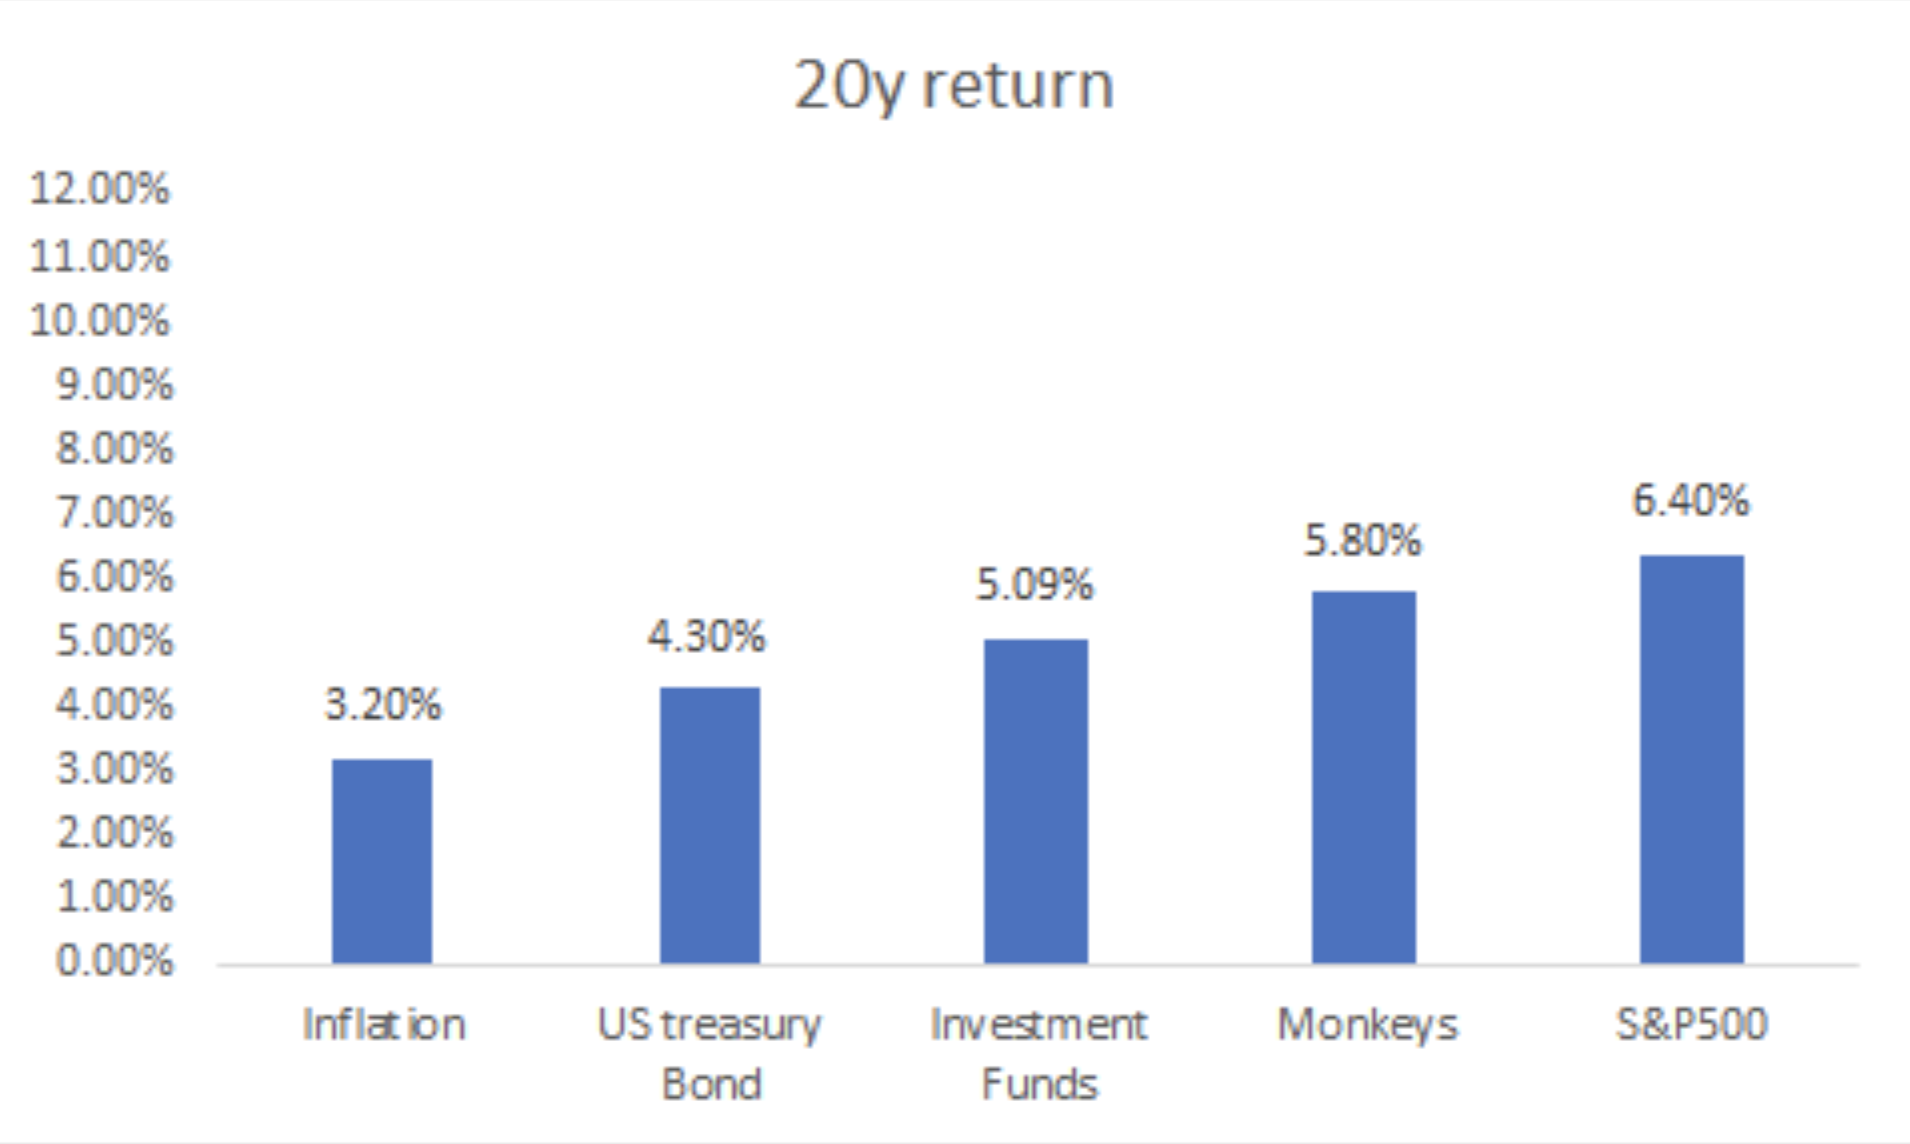 20y return
12.00%
11.00%
10.00%
9.00%
8.00%
7.00%
6.00%
5.00%
4.00%
3.00%
2.00%
1.00%
0.00%
3.20%
4.30%
5.09%
5.80%
6.40%
Inflation
US treasury
Bond
Investment
Funds
Monkeys
S&P500